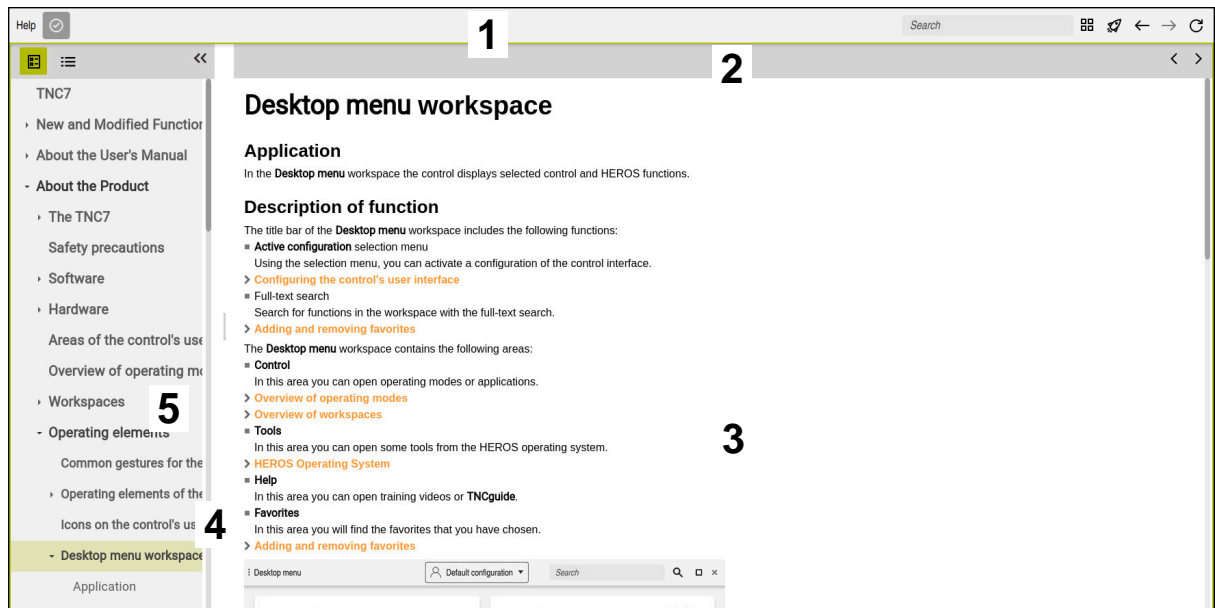 Help
Search
1
2
TNC7
New and Modified Function
About the User's Manual
About the Product
The TNC7
Safety precautions
Software
Hardware
Areas of the control's use
Overview of operating mo
Workspaces
5
Operating elements
Common gestures for the
Operating elements of the
Icons on the control's us
4
Desktop menu workspace
Application
Desktop menu workspace
Application
In the Desktop menu workspace the control displays selected control and HEROS functions.
Description of function
The title bar of the Desktop menu workspace includes the following functions:
Active configuration selection menu
Using the selection menu, you can activate a configuration of the control interface.
Configuring the control's user interface
Full-text search
Search for functions in the workspace with the full-text search.
Adding and removing favorites
The Desktop menu workspace contains the following areas:
Control
In this area you can open operating modes or applications.
Overview of operating modes
Overview of workspaces
Tools
3
In this area you can open some tools from the HEROS operating system.
HEROS Operating System
Help
In this area you can open training videos or TNCguide.
Favorites
In this area you will find the favorites that you have chosen.
Adding and removing favorites
Desktop menu
Default configuration
Search